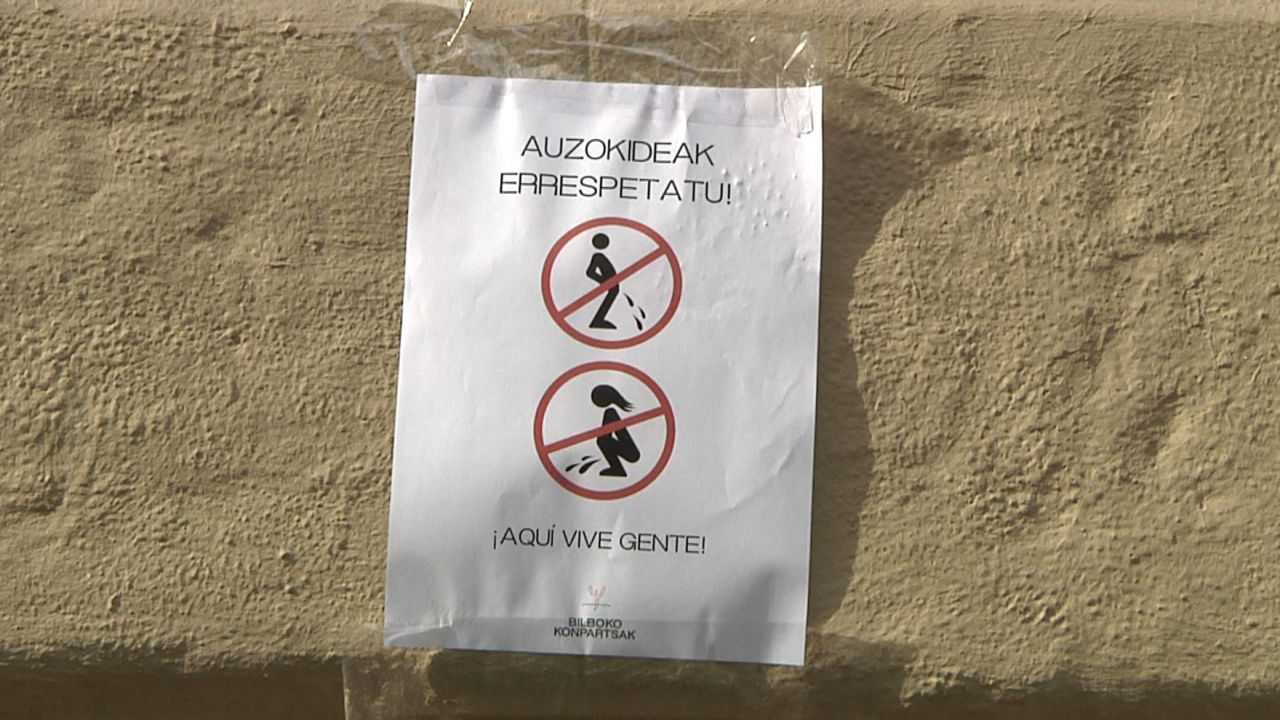 AUZOKIDEAK
ERRESPETATU!
¡AQUÍ VIVE GENTE!
BILBOKO
KONPARTSAK